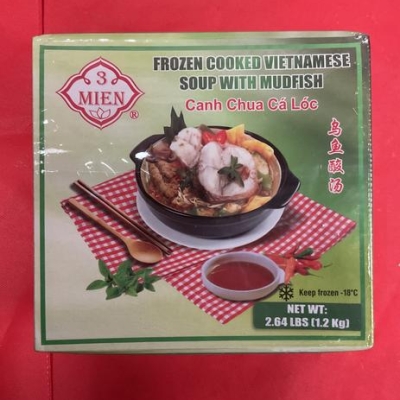 3
MIEN
®
FROZEN COOKED VIETNAMESE
SOUP WITH MUDFISH
Canh Chua Cá Lóc
乌鱼酸汤
Keep frozen -18°C
NET WT:
2.64 LBS (1.2 Kg)